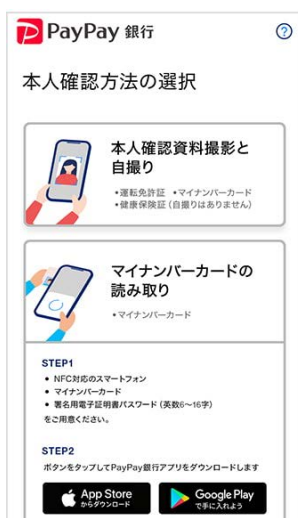 PayPay 銀行
?
本人確認方法の選択
本人確認資料撮影と
自撮り
•運転免許証 •マイナンバーカード
•健康保険証（自撮りはありません）
マイナンバーカードの
読み取り
•マイナンバーカード
STEP1
• NFC対応のスマートフォン
• マイナンバーカード
• 署名用電子証明書パスワード（英数6～16字）
をご用意ください。
STEP2
ボタンをタップしてPayPay銀行アプリをダウンロードします
App Store
からダウンロード
Google Play
で手に入れよう